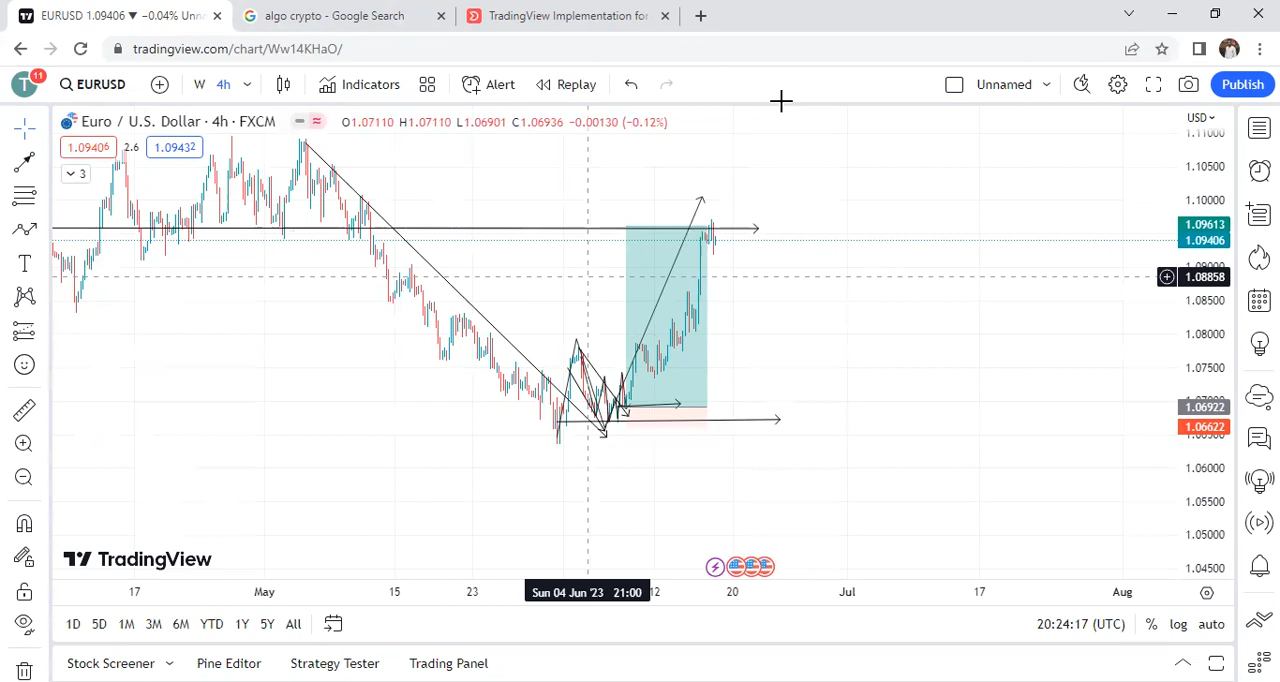 EURUSD 1.09406 ▼ −0.04% Unn
algo crypto - Google Search
TradingView Implementation for
tradingview.com/chart/Ww14KHaO/
T 11 EURUSD W 4h Indicators Alert Replay Unnamed Publish
Euro / U.S. Dollar · 4h · FXCM O1.07110 H1.07110 L1.06901 C1.06936 −0.00130 (−0.12%)
USD
1.09406 2.6 1.09432
3
1.11000
1.10500
1.10000
1.09613
1.09406
1.08858
1.08500
1.08000
1.07500
1.06922
1.06622
1.06000
1.05500
1.05000
1.04500
TradingView
17 May 15 23 Sun 04 Jun '23 21:00 12 20 Jul 17 Aug
1D 5D 1M 3M 6M YTD 1Y 5Y All 20:24:17 (UTC) % log auto
Stock Screener Pine Editor Strategy Tester Trading Panel